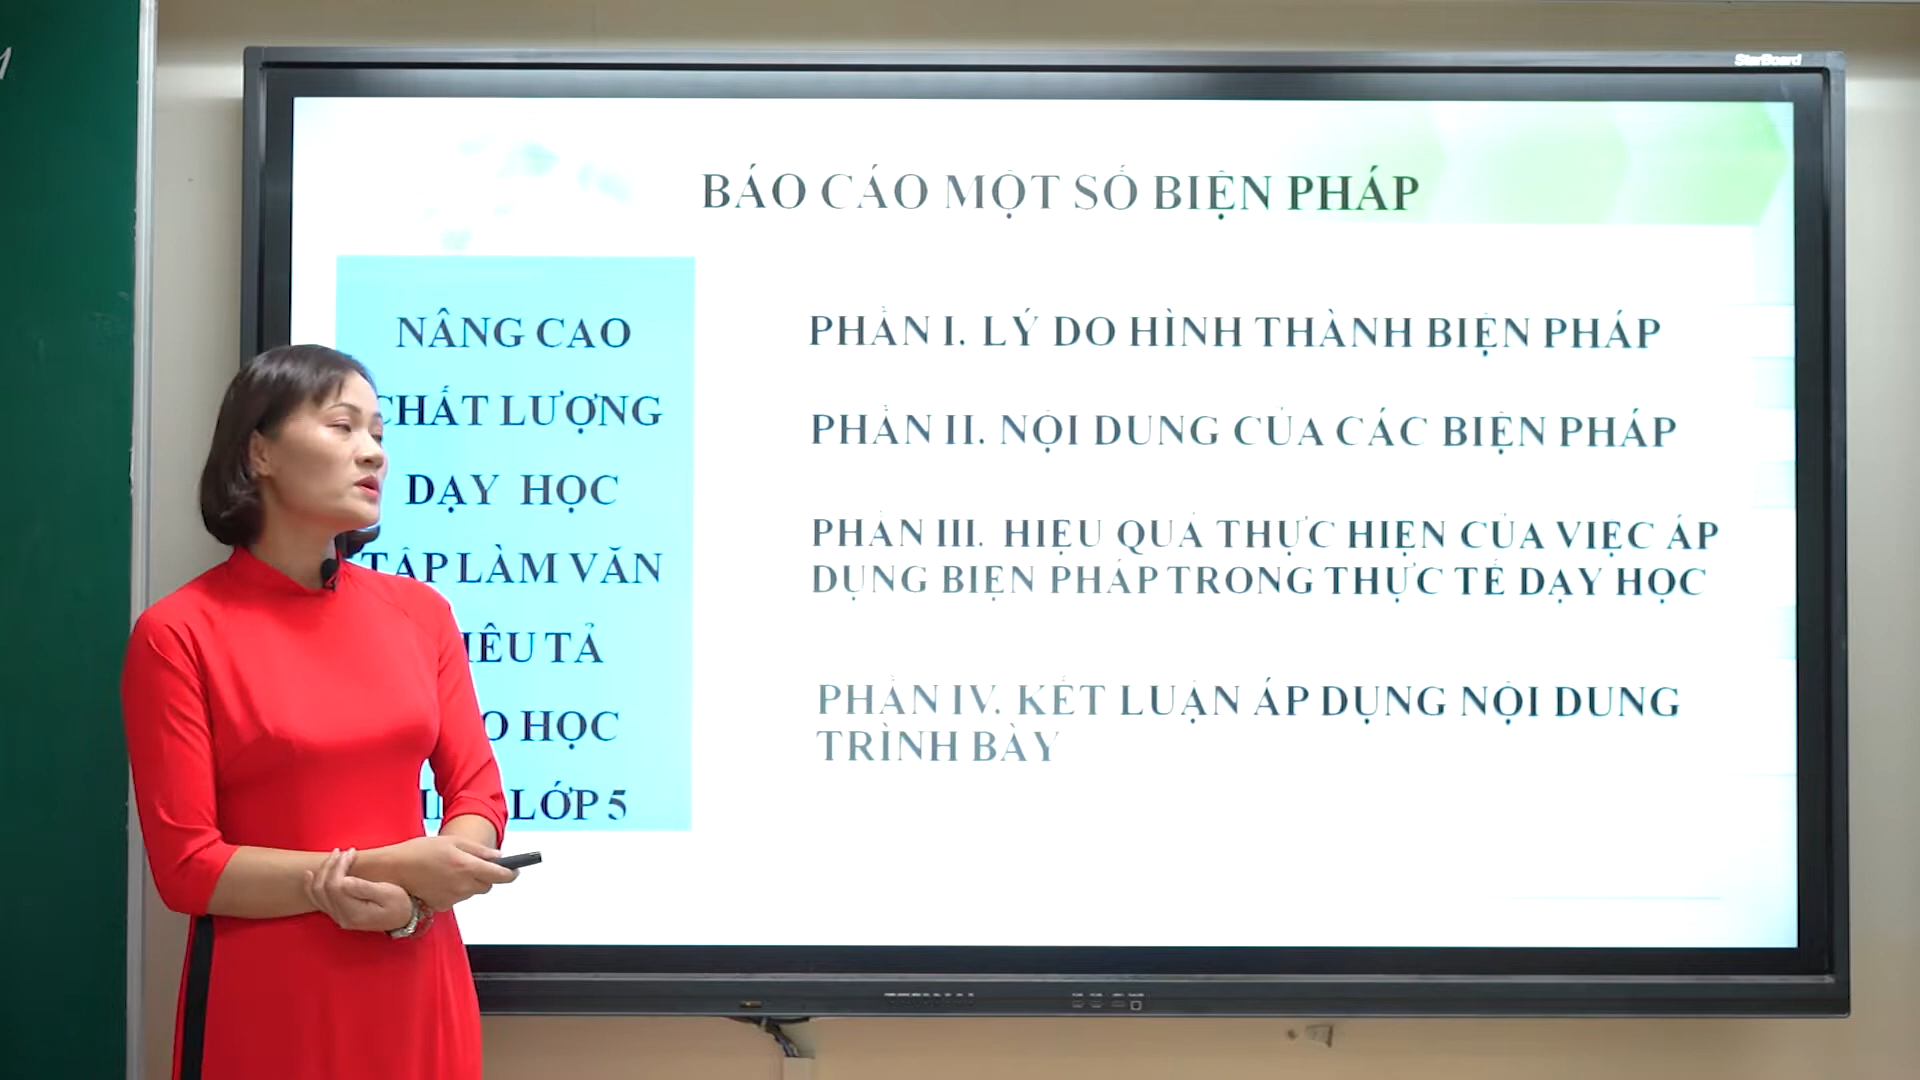 StarBoard
BÁO CÁO MỘT SỐ BIỆN PHÁP
NÂNG CAO
CHẤT LƯỢNG
DẠY HỌC
TẬP LÀM VĂN
TẢ
HỌC
LỚP 5
PHẦN I. LÝ DO HÌNH THÀNH BIỆN PHÁP
PHẦN II. NỘI DUNG CỦA CÁC BIỆN PHÁP
PHẦN III. HIỆU QUẢ THỰC HIỆN CỦA VIỆC ÁP
DỤNG BIỆN PHÁP TRONG THỰC TẾ DẠY HỌC
PHẦN IV. KẾT LUẬN ÁP DỤNG NỘI DUNG
TRÌNH BÀY